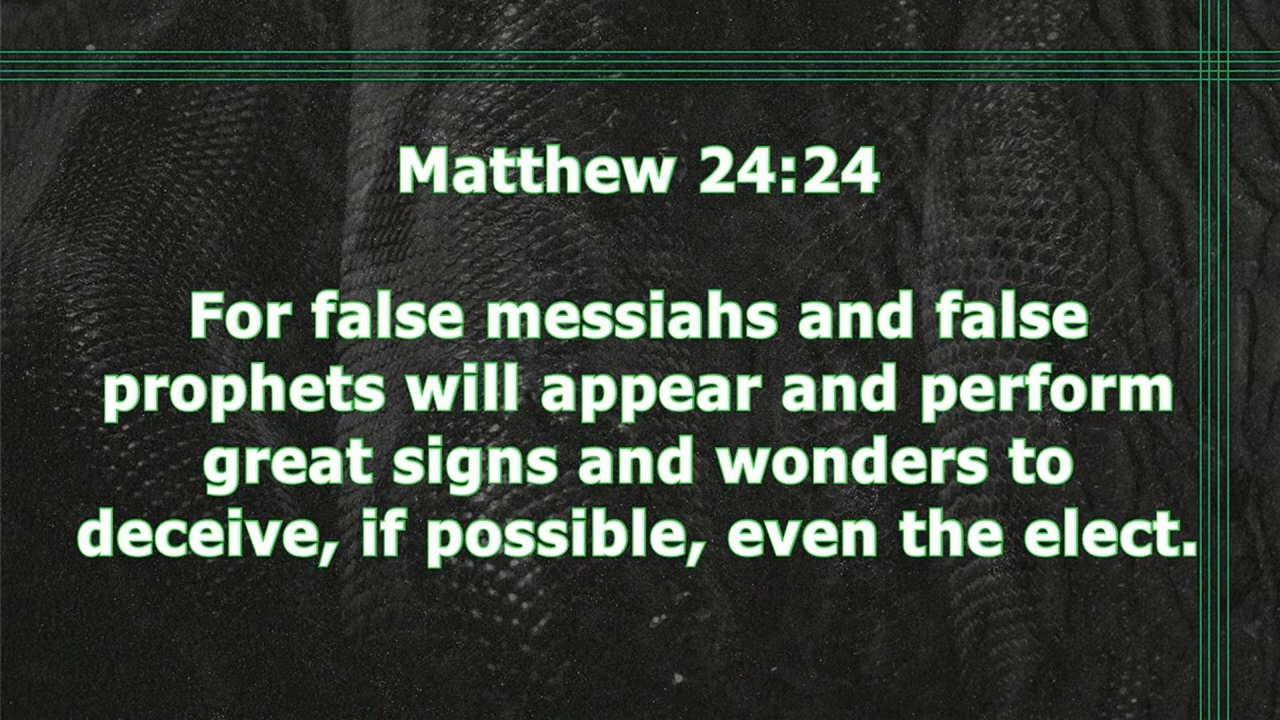 Matthew 24:24
For false messiahs and false
prophets will appear and perform
great signs and wonders to
deceive, if possible, even the elect.